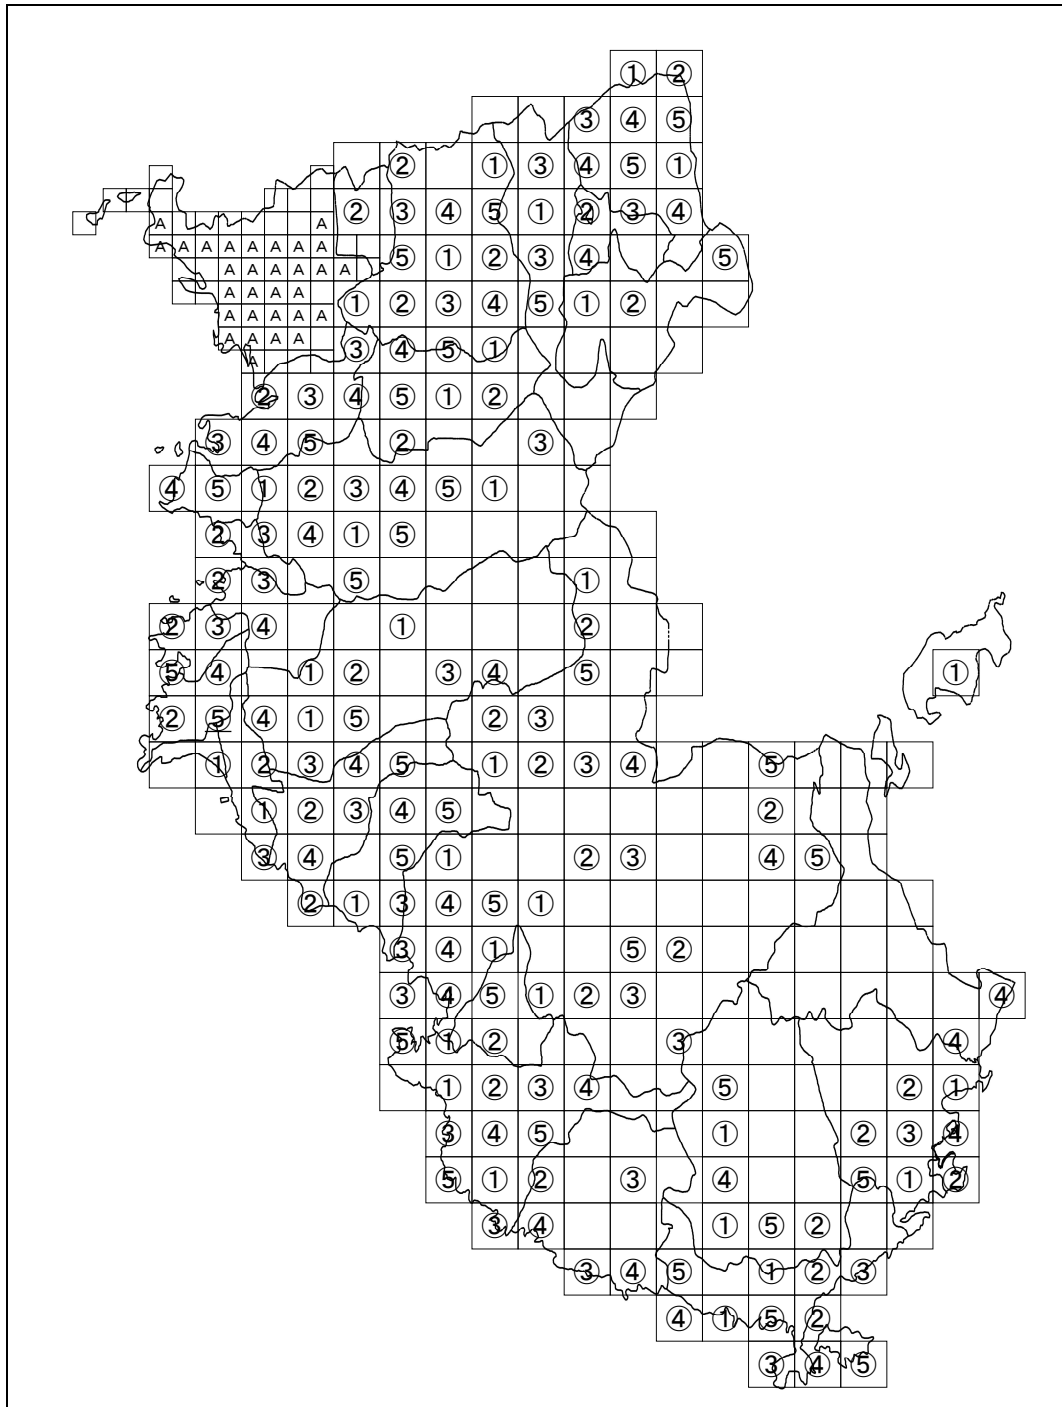 ① ②
③ ④ ⑤
② ① ③ ④ ⑤ ①
② ③ ④ ⑤ ① ② ③ ④
A A
A A A A A A A A
⑤ ① ② ③ ④ ⑤
A A A A A A
A A A A
① ② ③ ④ ⑤ ① ②
A A A A A
A A A A
③ ④ ⑤ ①
A
② ③ ④ ⑤ ① ②
③ ④ ⑤ ② ③
④ ⑤ ① ② ③ ④ ⑤ ①
② ③ ④ ① ⑤
② ③ ⑤ ①
② ③ ④ ① ②
⑤ ④ ① ② ③ ④ ⑤ ①
② ⑤ ④ ① ⑤ ② ③
① ② ③ ④ ⑤ ① ② ③ ④ ⑤
① ② ③ ④ ⑤ ②
③ ④ ⑤ ① ② ③ ④ ⑤
② ① ③ ④ ⑤ ①
③ ④ ① ⑤ ②
③ ④ ⑤ ① ② ③ ④
⑤ ① ② ③ ④
① ② ③ ④ ⑤ ② ①
③ ④ ⑤ ① ② ③ ④
⑤ ① ② ③ ④ ⑤ ① ②
③ ④ ① ⑤ ②
③ ④ ⑤ ① ② ③
④ ① ⑤ ②
③ ④ ⑤